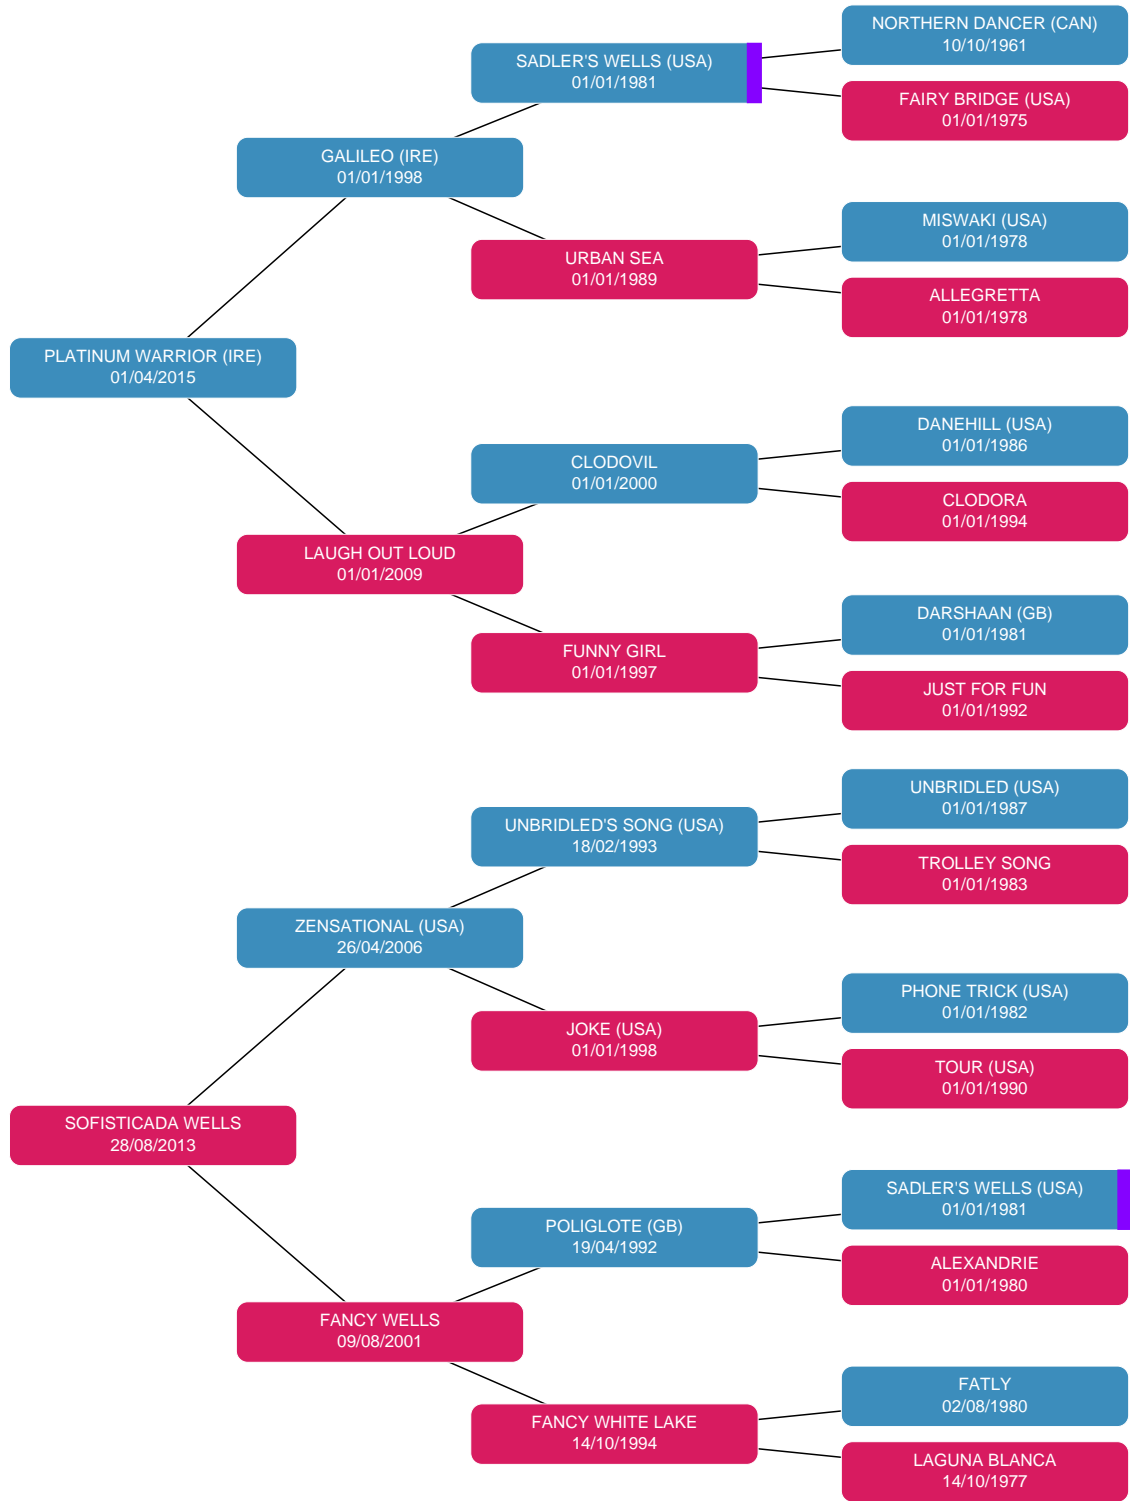 NORTHERN DANCER (CAN)
10/10/1961
SADLER'S WELLS (USA)
01/01/1981
FAIRY BRIDGE (USA)
01/01/1975
GALILEO (IRE)
01/01/1998
MISWAKI (USA)
01/01/1978
URBAN SEA
01/01/1989
ALLEGRETTA
01/01/1978
PLATINUM WARRIOR (IRE)
01/04/2015
DANEHILL (USA)
01/01/1986
CLODOVIL
01/01/2000
CLODORA
01/01/1994
LAUGH OUT LOUD
01/01/2009
DARSHAAN (GB)
01/01/1981
FUNNY GIRL
01/01/1997
JUST FOR FUN
01/01/1992
UNBRIDLED (USA)
01/01/1987
UNBRIDLED'S SONG (USA)
18/02/1993
TROLLEY SONG
01/01/1983
ZENSATIONAL (USA)
26/04/2006
PHONE TRICK (USA)
01/01/1982
JOKE (USA)
01/01/1998
TOUR (USA)
01/01/1990
SOFISTICADA WELLS
28/08/2013
SADLER'S WELLS (USA)
01/01/1981
POLIGLOTE (GB)
19/04/1992
ALEXANDRIE
01/01/1980
FANCY WELLS
09/08/2001
FATLY
02/08/1980
FANCY WHITE LAKE
14/10/1994
LAGUNA BLANCA
14/10/1977